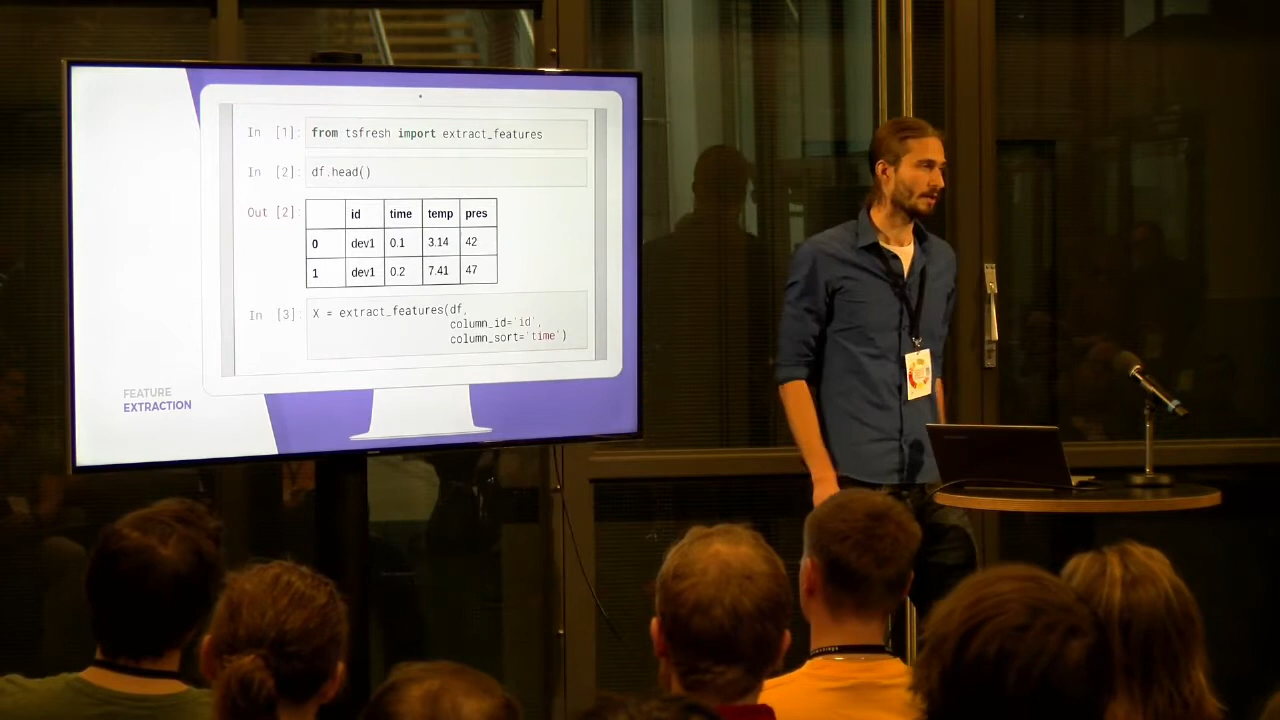 In [1]: from tsfresh import extract_features
In [2]: df.head()
Out [2]:
id time temp pres
0 dev1 0.1 3.14 42
1 dev1 0.2 7.41 47
In [3]: X = extract_features(df,
column_id='id',
column_sort='time')
FEATURE
EXTRACTION